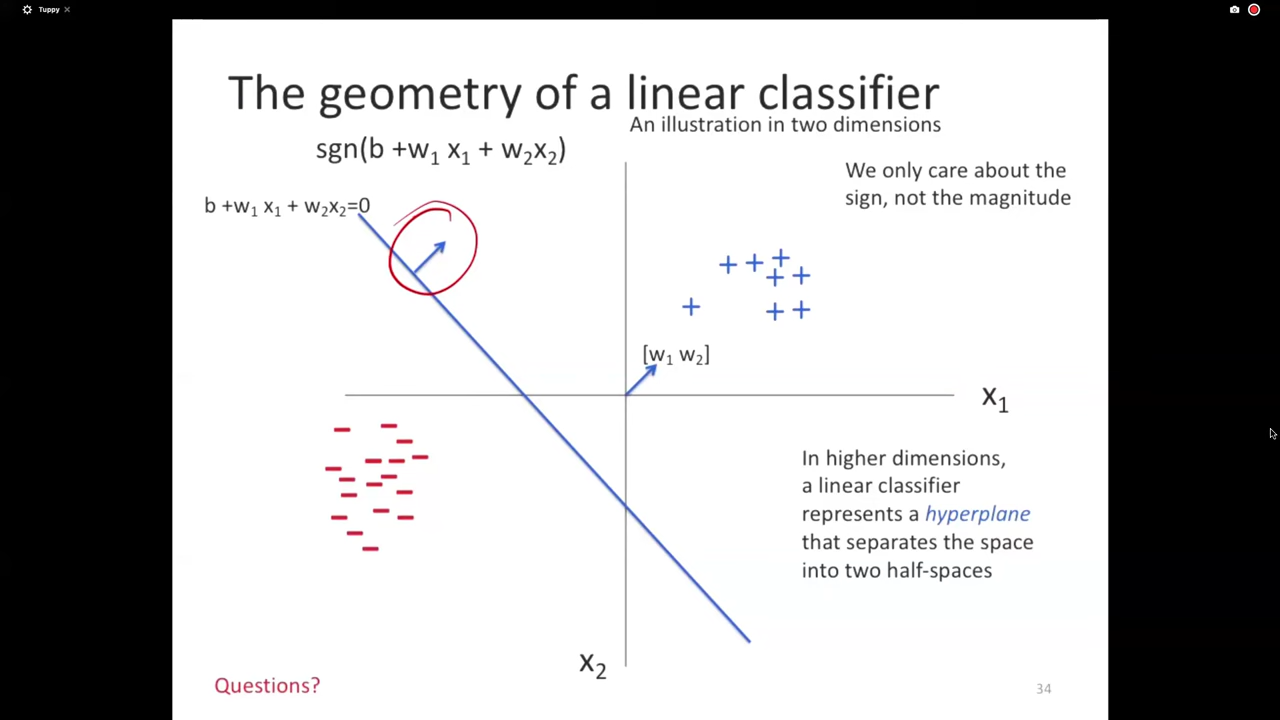 Tuppy
The geometry of a linear classifier
An illustration in two dimensions
sgn(b +w₁ x₁ + w₂x₂)
We only care about the
sign, not the magnitude
b +w₁ x₁ + w₂x₂=0
[w₁ w₂]
x₁
In higher dimensions,
a linear classifier
represents a hyperplane
that separates the space
into two half-spaces
x₂
Questions?
34